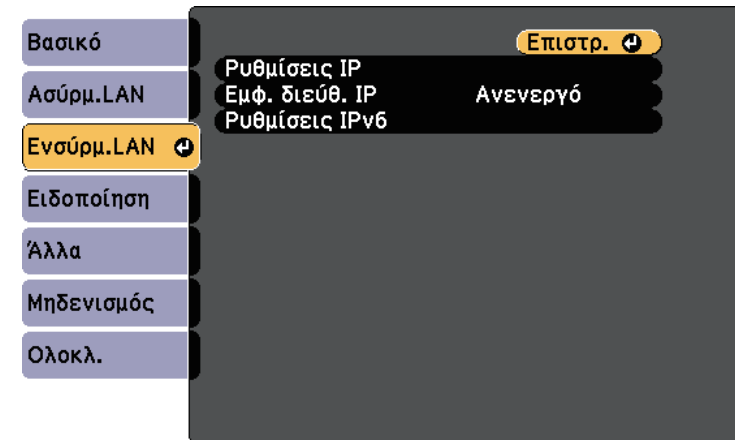 Βασικό
Ασύρμ.LAN
Ενσύρμ.LAN
Ειδοποίηση
Άλλα
Μηδενισμός
Ολοκλ.
Επιστρ.
Ρυθμίσεις IP
Εμφ. διεύθ. IP Ανενεργό
Ρυθμίσεις IPv6